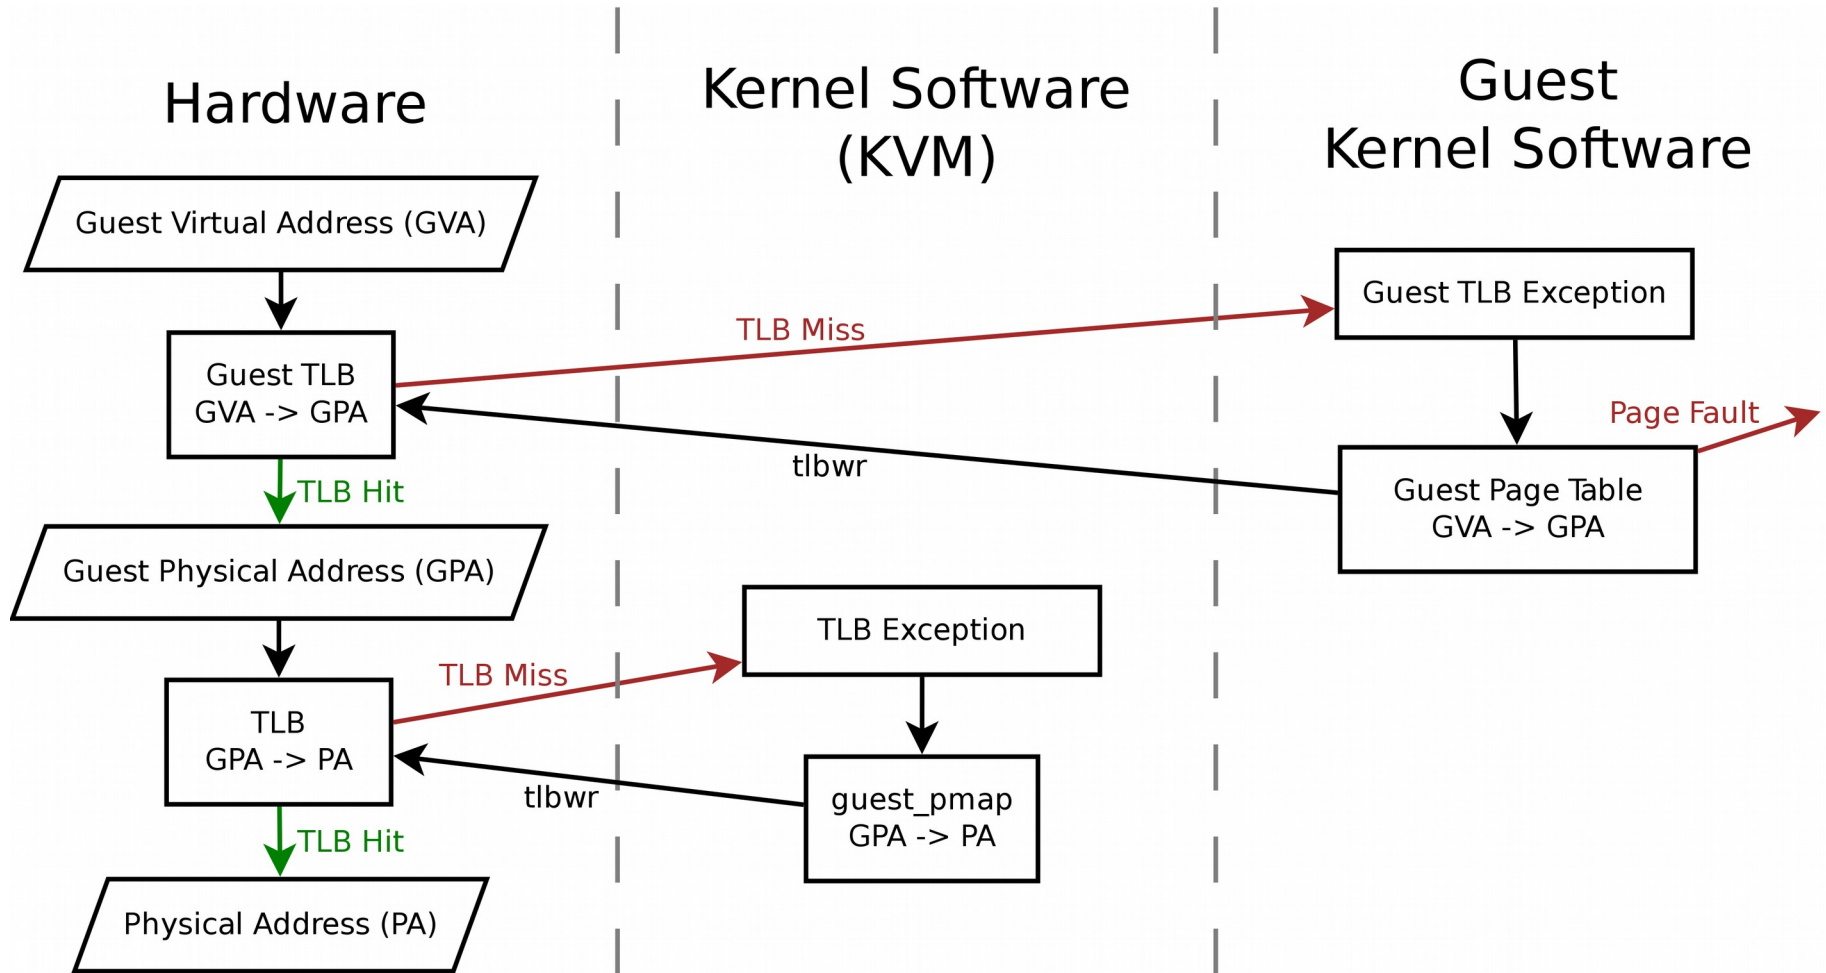 Hardware
Kernel Software
(KVM)
Guest
Kernel Software
Guest Virtual Address (GVA)
Guest TLB Exception
TLB Miss
Guest TLB
GVA -> GPA
Page Fault
tlbwr
TLB Hit
Guest Page Table
GVA -> GPA
Guest Physical Address (GPA)
TLB Exception
TLB Miss
TLB
GPA -> PA
tlbwr
guest_pmap
GPA -> PA
TLB Hit
Physical Address (PA)